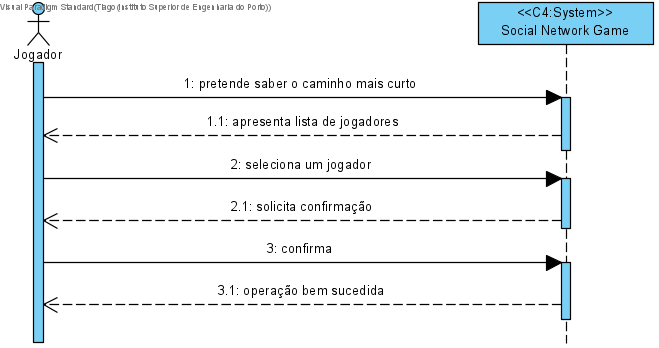 Visual Paradigm Standard(Tiago(Instituto Superior de Engenharia do Porto))
<<C4:System>>
Social Network Game
Jogador
1: pretende saber o caminho mais curto
1.1: apresenta lista de jogadores
2: seleciona um jogador
2.1: solicita confirmação
3: confirma
3.1: operação bem sucedida